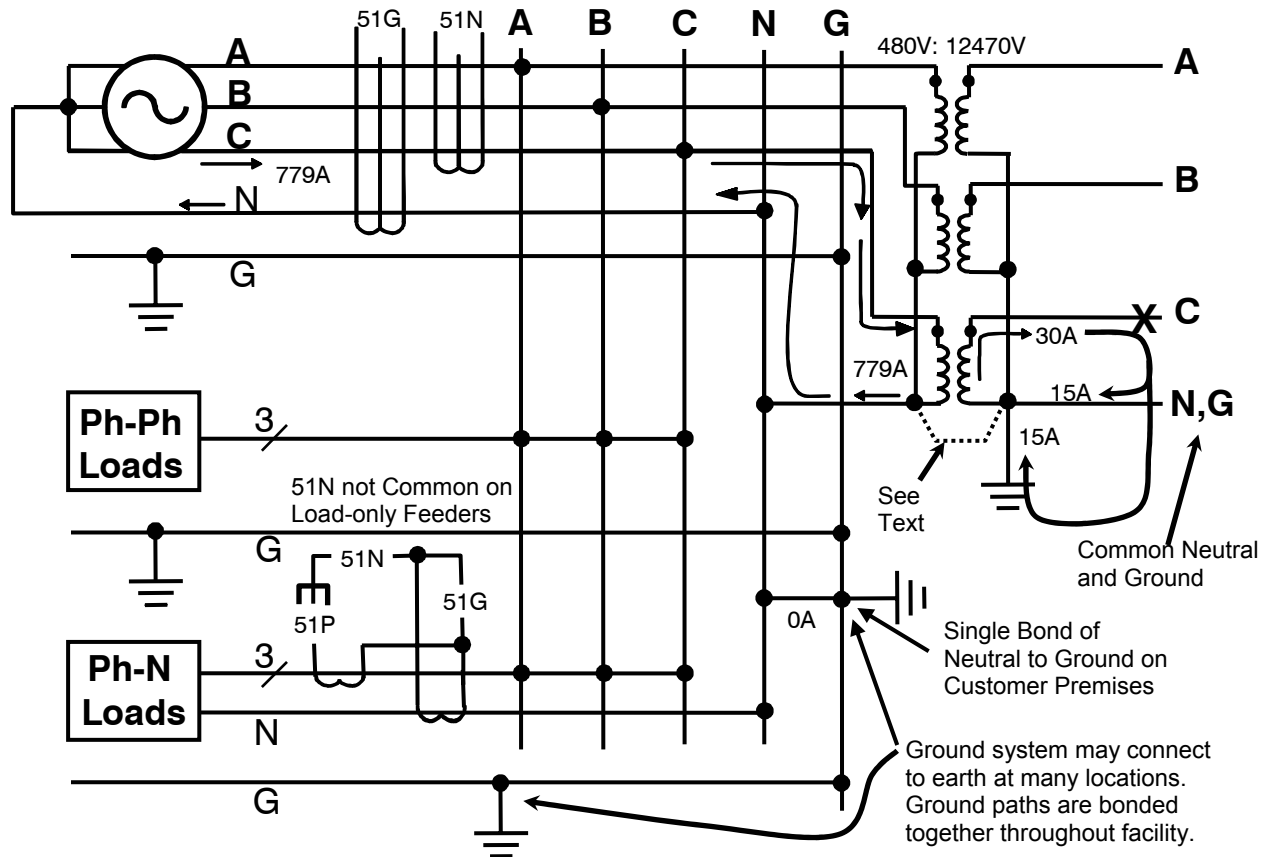 51G
51N
A
B
C
N
G
480V: 12470V
A
A
B
C
779A
N
B
G
C
X
30A
779A
15A
N,G
15A
Ph-Ph
Loads
3
51N not Common on
Load-only Feeders
See
Text
Common Neutral
and Ground
G
51N
51G
51P
0A
Single Bond of
Neutral to Ground on
Customer Premises
Ph-N
Loads
3
N
Ground system may connect
to earth at many locations.
Ground paths are bonded
together throughout facility.
G